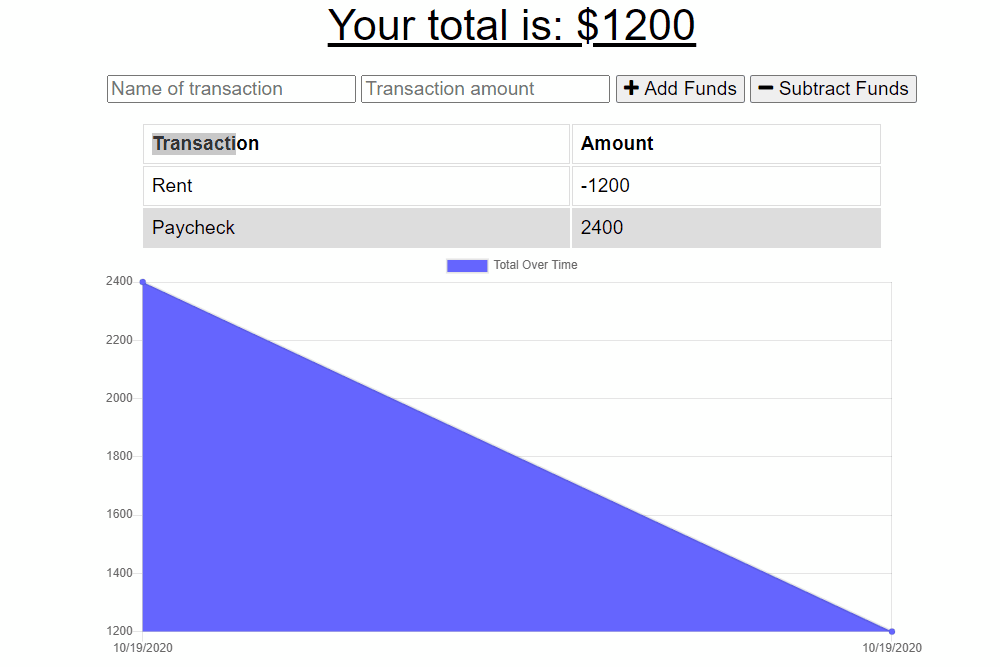 Your total is: $1200
Name of transaction Transaction amount + Add Funds − Subtract Funds
Transaction Amount
Rent -1200
Paycheck 2400
Total Over Time
2400
2200
2000
1800
1600
1400
1200
10/19/2020 10/19/2020